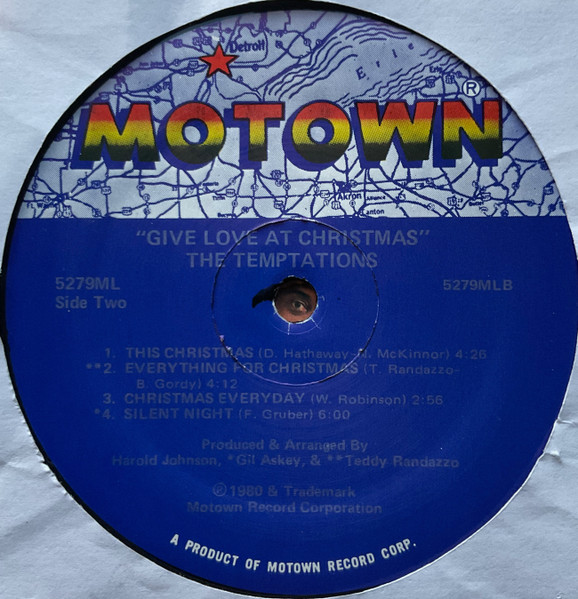 Detroit
Erie
®
MOTOWN
Akron
Canton
"GIVE LOVE AT CHRISTMAS"
THE TEMPTATIONS
5279ML 5279MLB
Side Two
1. THIS CHRISTMAS (D. Hathaway-N. McKinnor) 4:26
**2. EVERYTHING FOR CHRISTMAS (T. Randazzo-
B. Gordy) 4:12
3. CHRISTMAS EVERYDAY (W. Robinson) 2:56
*4. SILENT NIGHT (F. Gruber) 6:00
Produced & Arranged By
Harold Johnson, *Gil Askey, & **Teddy Randazzo
℗1980 & Trademark
Motown Record Corporation
A PRODUCT OF MOTOWN RECORD CORP.